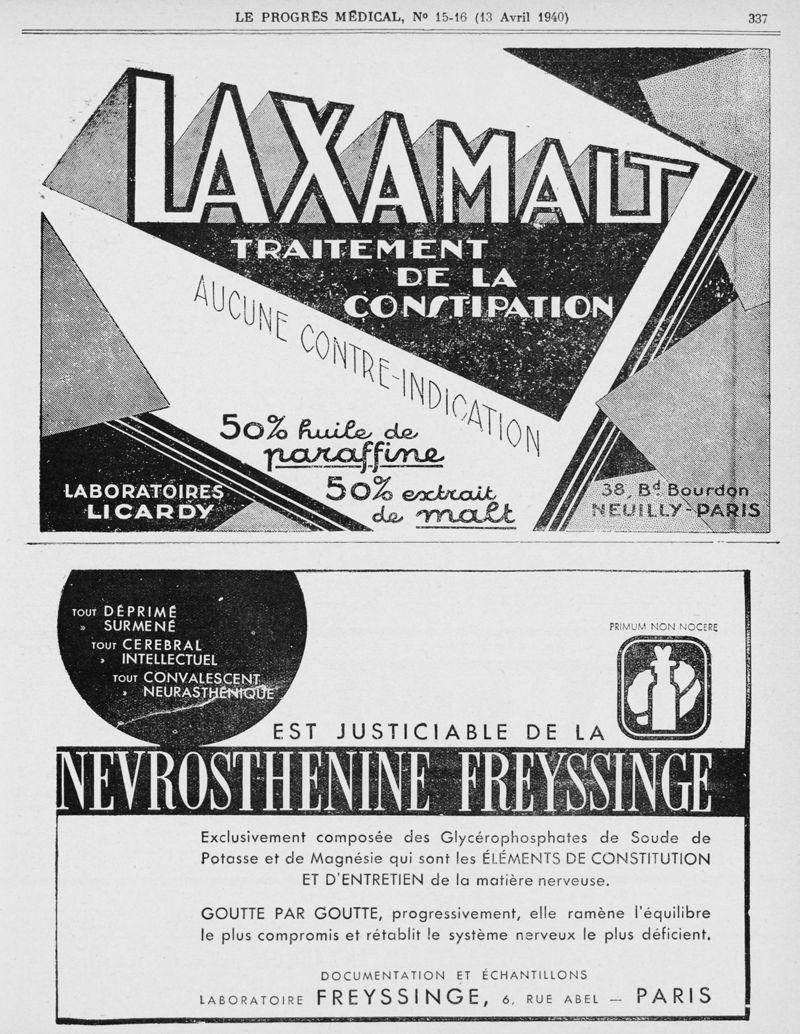 LE PROGRÈS MÉDICAL, Nº 15-16 (13 Avril 1940)
337
LAXAMALT
TRAITEMENT
DE LA
CONSTIPATION
AUCUNE CONTRE-INDICATION
50% huile de
paraffine
50% extrait
de malt
LABORATOIRES
LICARDY
38, Bd Bourdon
NEUILLY-PARIS
TOUT DÉPRIMÉ
» SURMENÉ
TOUT CEREBRAL
» INTELLECTUEL
TOUT CONVALESCENT
» NEURASTHÉNIQUE
PRIMUM NON NOCERE
EST JUSTICIABLE DE LA
NEVROSTHENINE FREYSSINGE
Exclusivement composée des Glycérophosphates de Soude de
Potasse et de Magnésie qui sont les ÉLÉMENTS DE CONSTITUTION
ET D'ENTRETIEN de la matière nerveuse.
GOUTTE PAR GOUTTE, progressivement, elle ramène l'équilibre
le plus compromis et rétablit le système nerveux le plus déficient.
DOCUMENTATION ET ÉCHANTILLONS
LABORATOIRE FREYSSINGE, 6, RUE ABEL — PARIS